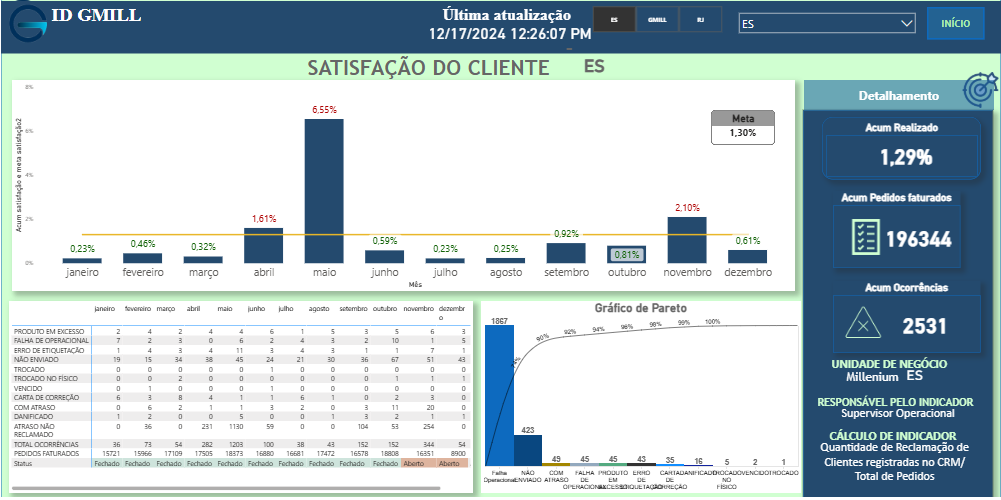 ID GMILL
Última atualização
12/17/2024 12:26:07 PM
ES
GMILL
RJ
ES
INÍCIO
SATISFAÇÃO DO CLIENTE ES
Acum satisfação e meta satisfação2
8%
6%
4%
2%
0%
0,23%
0,46%
0,32%
1,61%
6,55%
0,59%
0,23%
0,25%
0,92%
0,81%
2,10%
0,61%
janeiro fevereiro março abril maio junho julho agosto setembro outubro novembro dezembro
Mês
Meta
1,30%
Detalhamento
Acum Realizado
1,29%
Acum Pedidos faturados
196344
Acum Ocorrências
2531
UNIDADE DE NEGÓCIO
Millenium ES
RESPONSÁVEL PELO INDICADOR
Supervisor Operacional
CÁLCULO DE INDICADOR
Quantidade de Reclamação de
Clientes registradas no CRM/
Total de Pedidos
janeiro fevereiro março abril maio junho julho agosto setembro outubro novembro dezembr
o
PRODUTO EM EXCESSO 2 4 2 4 4 6 1 5 3 5 6 3
FALHA DE OPERACIONAL 7 2 3 0 6 2 4 3 2 10 1 5
ERRO DE ETIQUETAÇÃO 1 4 3 4 11 3 4 3 1 1 7 1
NÃO ENVIADO 19 15 34 38 45 24 21 30 36 67 51 43
TROCADO 0 0 0 0 0 1 0 0 0 0 0 0
TROCADO NO FÍSICO 0 0 2 0 0 0 0 0 0 1 1 1
VENCIDO 0 1 0 0 1 0 0 0 0 0 0 0
CARTA DE CORREÇÃO 6 3 8 4 1 1 6 1 0 2 3 0
COM ATRASO 0 6 2 1 1 3 2 0 3 11 20 0
DANIFICADO 1 2 0 0 5 0 0 1 3 2 1 1
ATRASO NÃO 0 36 0 231 1130 59 0 0 104 53 254 0
RECLAMADO
TOTAL OCORRÊNCIAS 36 73 54 282 1203 100 38 43 152 152 344 54
PEDIDOS FATURADOS 15721 15966 17109 17505 18373 16880 16681 17472 16578 18808 16351 8900
Status Fechado Fechado Fechado Fechado Fechado Fechado Fechado Fechado Fechado Fechado Aberto Aberto
Gráfico de Pareto
1867
423
49
45
45
43
35
16
5
2
1
74%
90%
92%
94%
96%
98%
99%
100%
Falha
Operacional
NÃO
ENVIADO
COM
ATRASO
FALHA
DE
OPERACIONAL
PRODUTO
EM
EXCESSO
ERRO
DE
ETIQUETAÇÃO
CARTA
DE
CORREÇÃO
DANIFICADO
TROCADO
NO
FÍSICO
VENCIDO
TROCADO